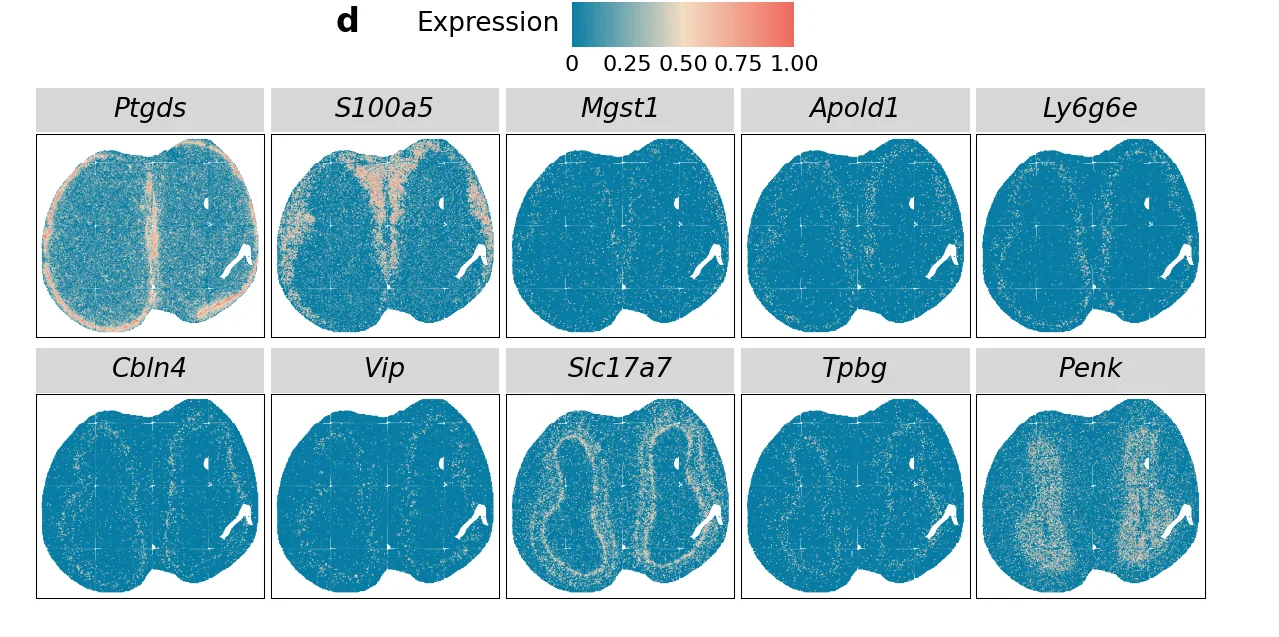 d Expression
0 0.25 0.50 0.75 1.00
Ptgds S100a5 Mgst1 Apold1 Ly6g6e
Cbln4 Vip Slc17a7 Tpbg Penk